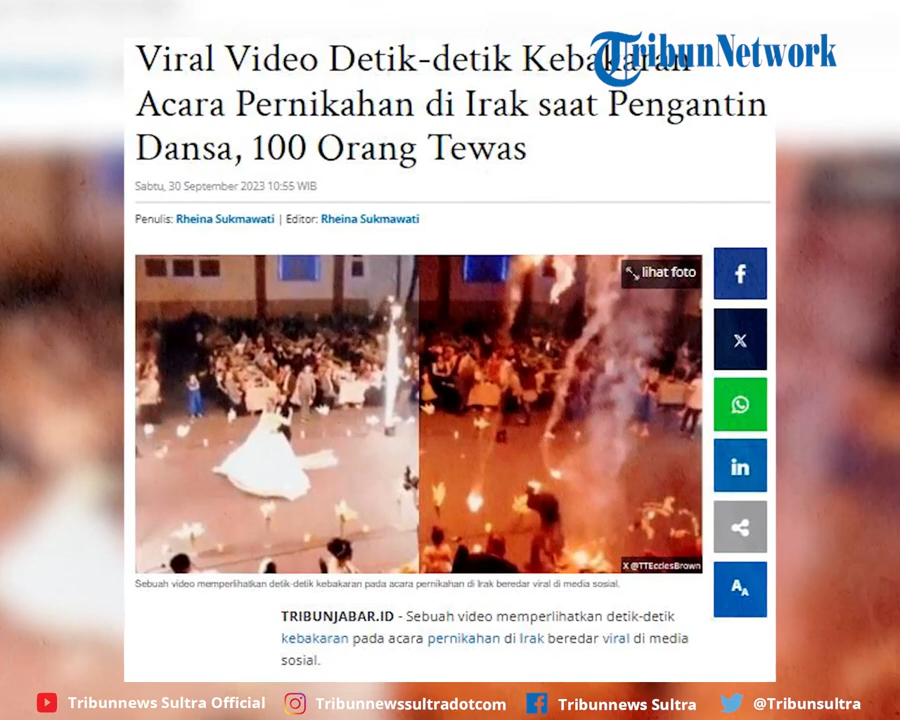 TribunNetwork
Viral Video Detik-detik Kebakaran
Acara Pernikahan di Irak saat Pengantin
Dansa, 100 Orang Tewas
Sabtu, 30 September 2023 10:55 WIB
Penulis: Rheina Sukmawati | Editor: Rheina Sukmawati
lihat foto
X @TTEcclesBrown
Sebuah video memperlihatkan detik-detik kebakaran pada acara pernikahan di Irak beredar viral di media sosial.
TRIBUNJABAR.ID - Sebuah video memperlihatkan detik-detik
kebakaran pada acara pernikahan di Irak beredar viral di media
sosial.
f
X
in
AA
Tribunnews Sultra Official Tribunnewssultradotcom Tribunnews Sultra @Tribunsultra